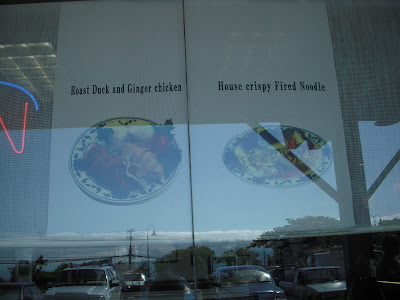 Roast Duck and Ginger chicken
House crispy Fired Noodle